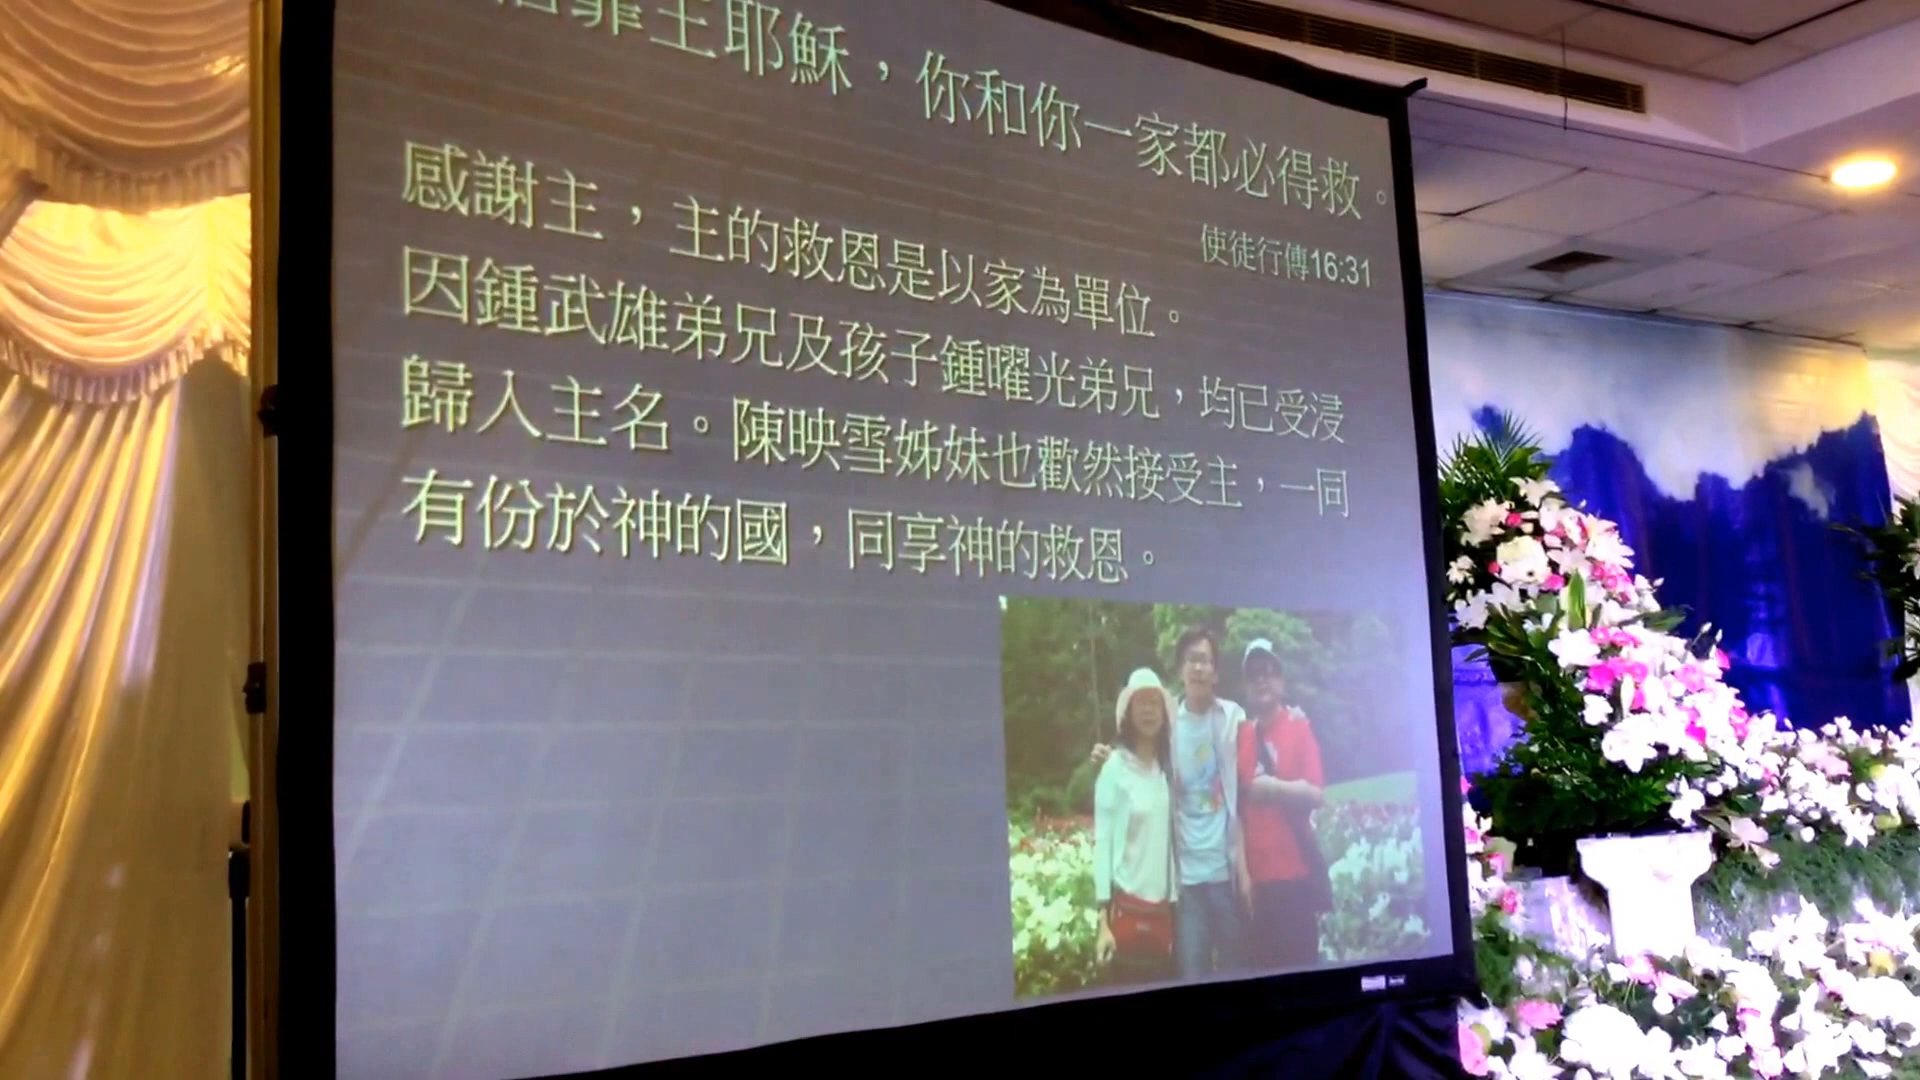 信靠主耶穌，你和你一家都必得救。
使徒行傳16:31
感謝主，主的救恩是以家為單位。
因鍾武雄弟兄及孩子鍾曜光弟兄，均已受浸
歸入主名。陳映雪姊妹也歡然接受主，一同
有份於神的國，同享神的救恩。